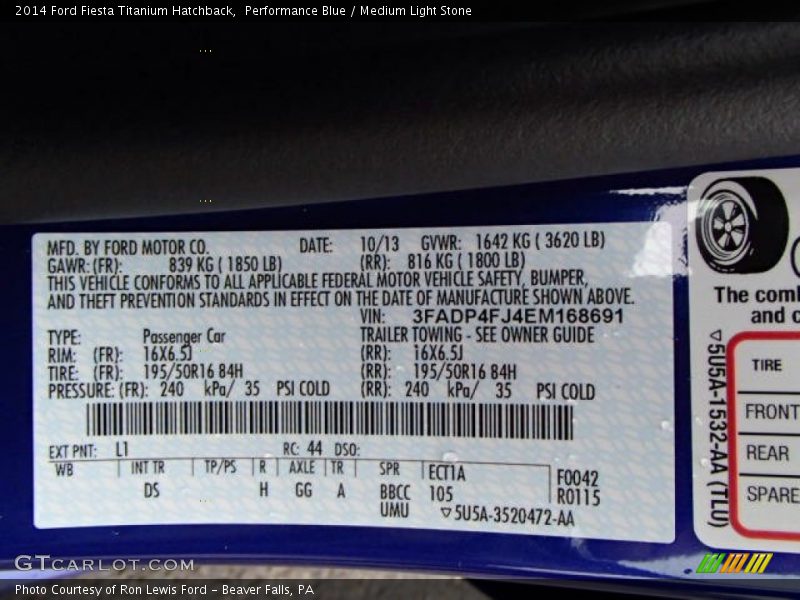 2014 Ford Fiesta Titanium Hatchback,  Performance Blue / Medium Light Stone
MFD. BY FORD MOTOR CO. DATE: 10/13 GVWR: 1642 KG ( 3620 LB)
GAWR: (FR): 839 KG ( 1850 LB) (RR): 816 KG ( 1800 LB)
THIS VEHICLE CONFORMS TO ALL APPLICABLE FEDERAL MOTOR VEHICLE SAFETY, BUMPER,
AND THEFT PREVENTION STANDARDS IN EFFECT ON THE DATE OF MANUFACTURE SHOWN ABOVE.
VIN: 3FADP4FJ4EM168691
TYPE: Passenger Car TRAILER TOWING - SEE OWNER GUIDE
RIM: (FR): 16X6.5J (RR): 16X6.5J
TIRE: (FR): 195/50R16 84H (RR): 195/50R16 84H
PRESSURE: (FR): 240 kPa/ 35 PSI COLD (RR): 240 kPa/ 35 PSI COLD
EXT PNT: L1 RC: 44 DSO:
WB INT TR TP/PS R AXLE TR SPR ECT1A F0042
DS H GG A BBCC 105 R0115
UMU ▽5U5A-3520472-AA
The com
and c
▽5U5A-1532-AA (TLU)
TIRE
FRONT
REAR
SPARE
GTCARLOT.COM
Photo Courtesy of Ron Lewis Ford - Beaver Falls, PA